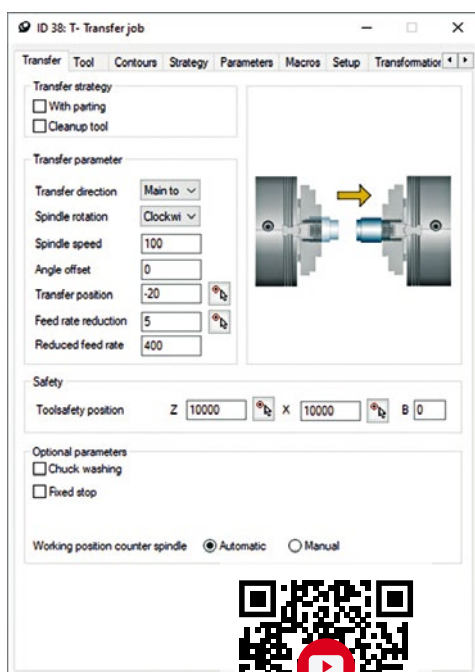 ID 38: T- Transfer job
Transfer Tool Contours Strategy Parameters Macros Setup Transformation
Transfer strategy
With parting
Cleanup tool
Transfer parameter
Transfer direction Main to
Spindle rotation Clockwi
Spindle speed 100
Angle offset 0
Transfer position -20
Feed rate reduction 5
Reduced feed rate 400
Safety
Toolsafety position Z 10000 X 10000 B 0
Optional parameters
Chuck washing
Fixed stop
Working position counter spindle Automatic Manual